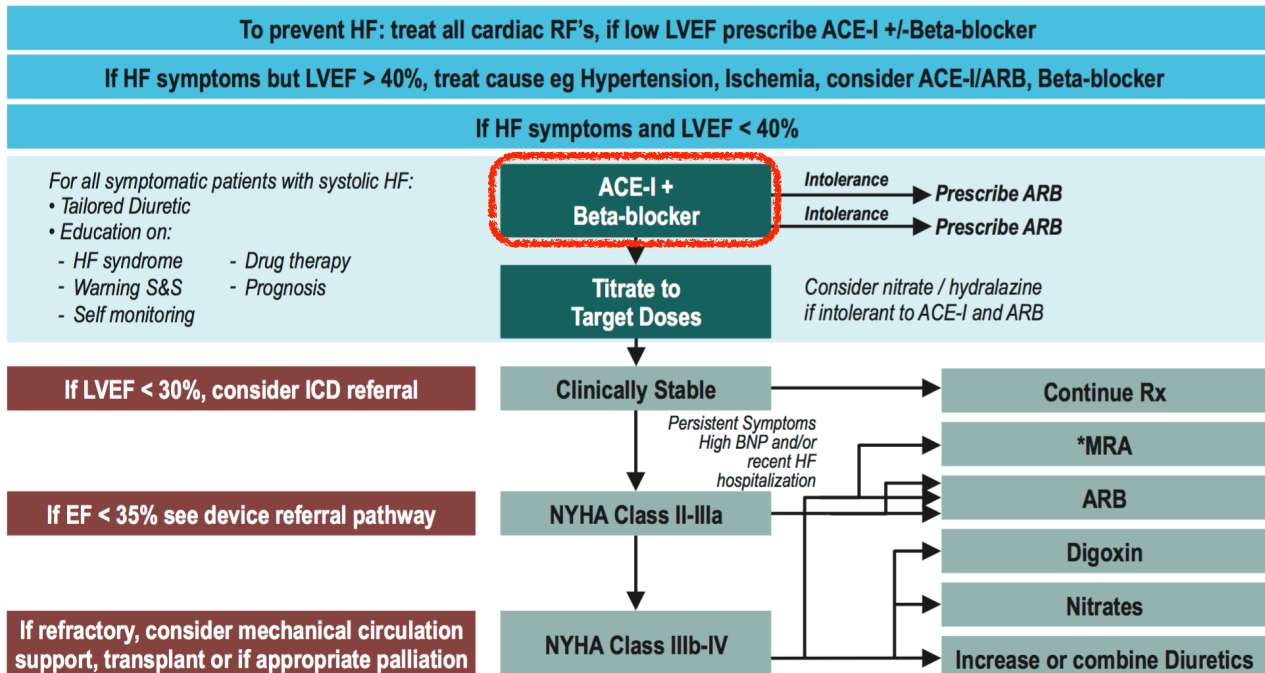 To prevent HF: treat all cardiac RF's, if low LVEF prescribe ACE-I +/-Beta-blocker
If HF symptoms but LVEF > 40%, treat cause eg Hypertension, Ischemia, consider ACE-I/ARB, Beta-blocker
If HF symptoms and LVEF < 40%
For all symptomatic patients with systolic HF:
• Tailored Diuretic
• Education on:
- HF syndrome
- Drug therapy
- Warning S&S
- Prognosis
- Self monitoring
ACE-I +
Beta-blocker
Intolerance
Prescribe ARB
Intolerance
Prescribe ARB
Titrate to
Target Doses
Consider nitrate / hydralazine
if intolerant to ACE-I and ARB
If LVEF < 30%, consider ICD referral
Clinically Stable
Continue Rx
Persistent Symptoms
High BNP and/or
recent HF
hospitalization
*MRA
If EF < 35% see device referral pathway
NYHA Class II-IIIa
ARB
Digoxin
Nitrates
If refractory, consider mechanical circulation
support, transplant or if appropriate palliation
NYHA Class IIIb-IV
Increase or combine Diuretics